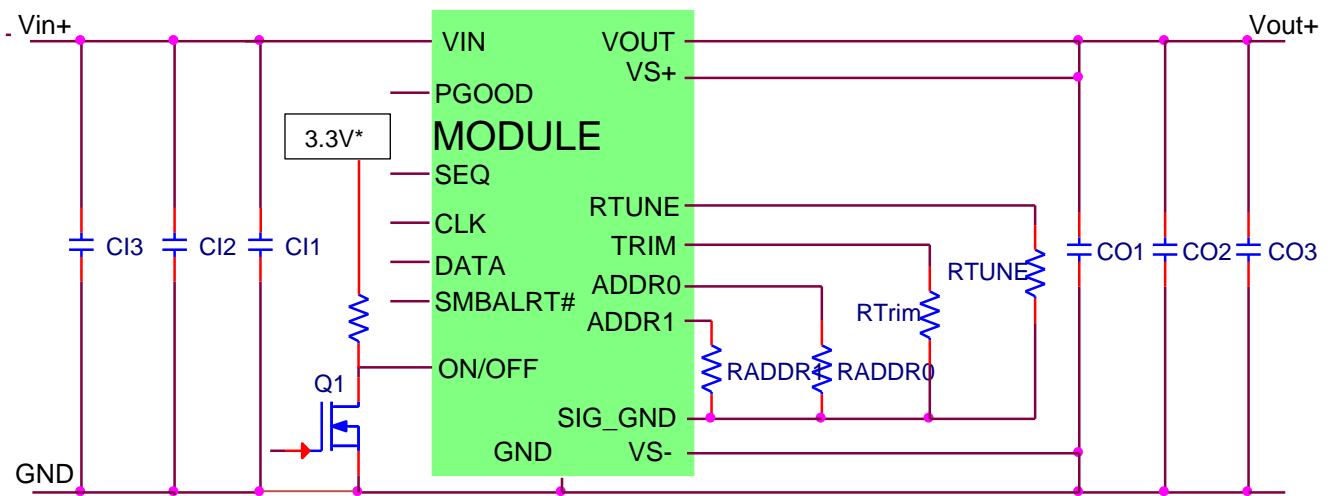 Vin+
VIN
VOUT
Vout+
VS+
PGOOD
MODULE
3.3V*
SEQ
RTUNE
CLK
TRIM
CI3
CI2
CI1
CO1
CO2
CO3
DATA
RTUNE
ADDR0
SMBALRT#
RTrim
ADDR1
ON/OFF
RADDR1
RADDR0
Q1
SIG_GND
GND
VS-
GND